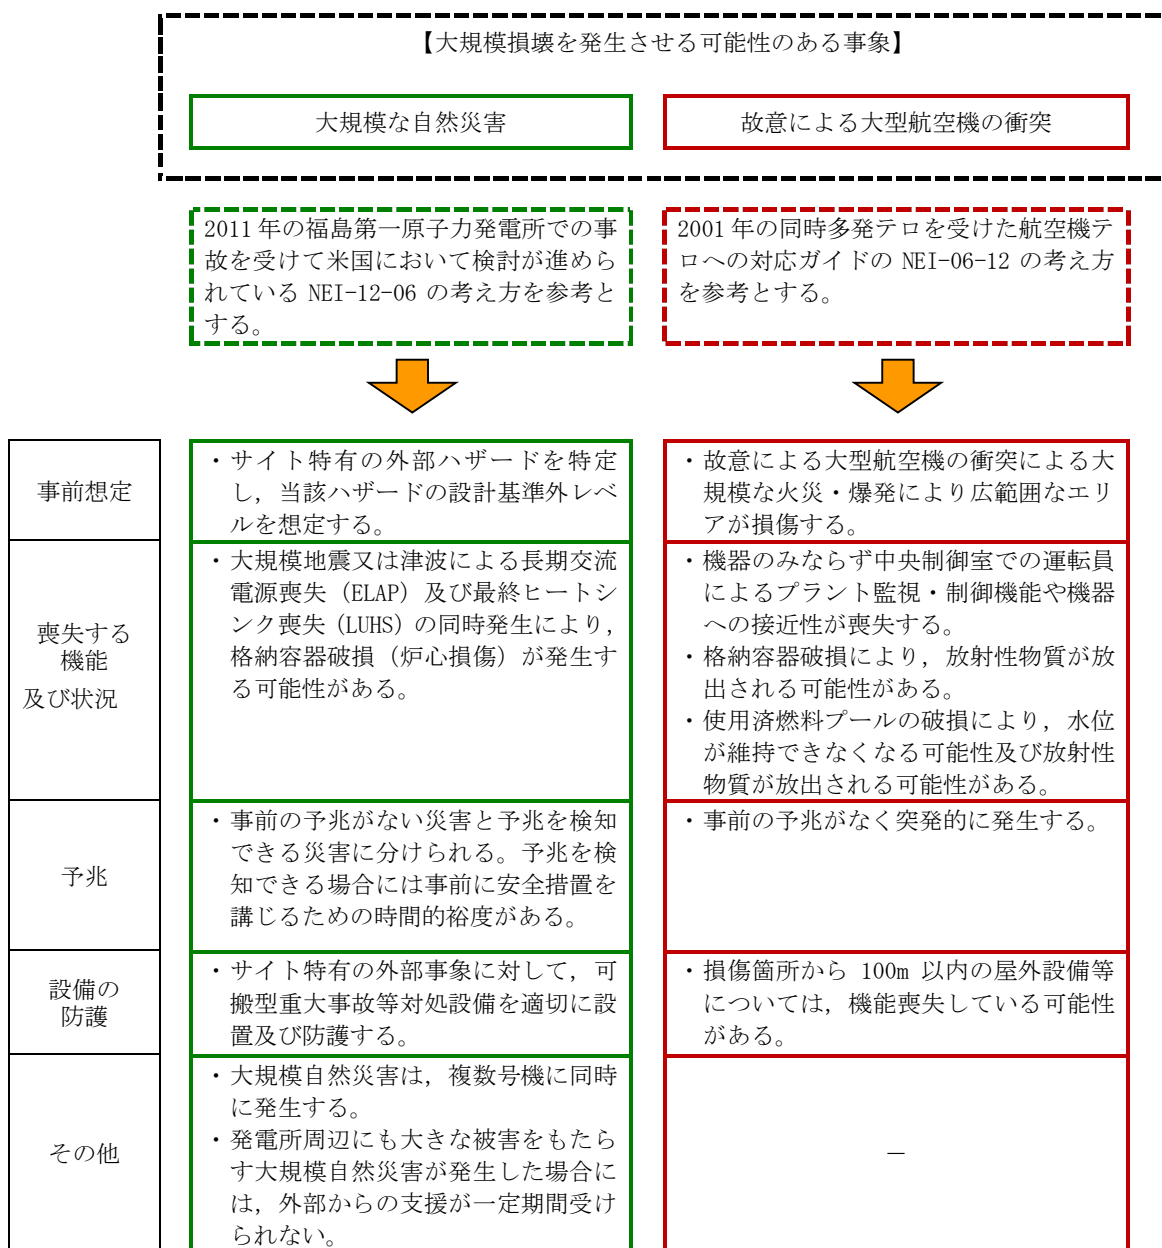 【大規模損壊を発生させる可能性のある事象】
大規模な自然災害
故意による大型航空機の衝突
2011 年の福島第一原子力発電所での事
故を受けて米国において検討が進めら
れている NEI-12-06 の考え方を参考と
する。
2001 年の同時多発テロを受けた航空機テ
ロへの対応ガイドの NEI-06-12 の考え方
を参考とする。
事前想定
・サイト特有の外部ハザードを特定
し，当該ハザードの設計基準外レベ
ルを想定する。
・故意による大型航空機の衝突による大
規模な火災・爆発により広範囲なエリ
アが損傷する。
喪失する
機能
及び状況
・大規模地震又は津波による長期交流
電源喪失（ELAP）及び最終ヒートシ
ンク喪失（LUHS）の同時発生により，
格納容器破損（炉心損傷）が発生す
る可能性がある。
・機器のみならず中央制御室での運転員
によるプラント監視・制御機能や機器
への接近性が喪失する。
・格納容器破損により，放射性物質が放
出される可能性がある。
・使用済燃料プールの破損により，水位
が維持できなくなる可能性及び放射性
物質が放出される可能性がある。
予兆
・事前の予兆がない災害と予兆を検知
できる災害に分けられる。予兆を検
知できる場合には事前に安全措置を
講じるための時間的裕度がある。
・事前の予兆がなく突発的に発生する。
設備の
防護
・サイト特有の外部事象に対して，可
搬型重大事故等対処設備を適切に設
置及び防護する。
・損傷箇所から 100m 以内の屋外設備等
については，機能喪失している可能性
がある。
その他
・大規模自然災害は，複数号機に同時
に発生する。
・発電所周辺にも大きな被害をもたら
す大規模自然災害が発生した場合に
は，外部からの支援が一定期間受け
られない。
－